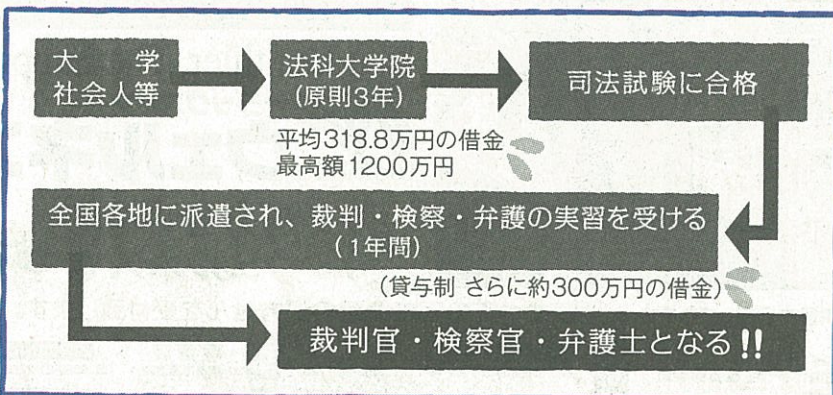 大　　学
社会人等
法科大学院
（原則3年）
司法試験に合格
平均318.8万円の借金
最高額1200万円
全国各地に派遣され、裁判・検察・弁護の実習を受ける
（1年間）
（貸与制 さらに約300万円の借金）
裁判官・検察官・弁護士となる!!